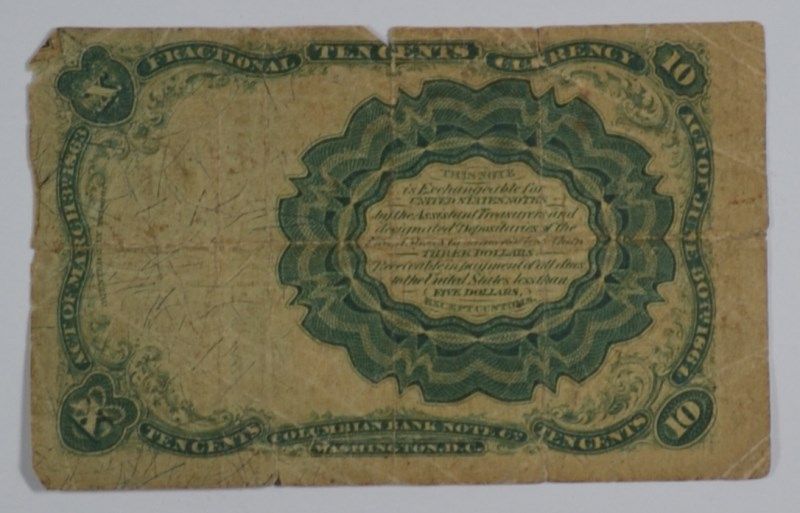 FRACTIONAL TEN CENTS CURRENCY
X
10
ACT OF MARCH 3RD 1863
ACT OF JUNE 30TH 1864
THIS NOTE
is Exchangeable for
UNITED STATES NOTES
by the Assistant Treasurers and
designated Depositaries of the
THREE DOLLARS
Receivable in payment of all dues
to the United States, less than
FIVE DOLLARS,
EXCEPT CUSTOMS.
X
10
TEN CENTS
COLUMBIAN BANK NOTE CO.
TEN CENTS
WASHINGTON, D.C.